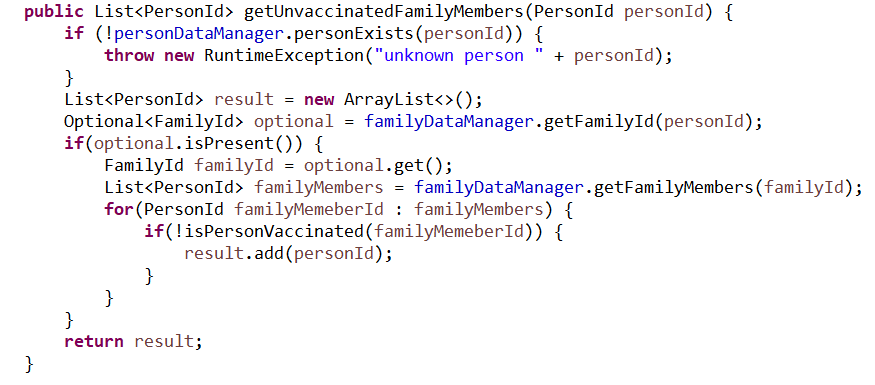 public List<PersonId> getUnvaccinatedFamilyMembers(PersonId personId) {
if (!personDataManager.personExists(personId)) {
throw new RuntimeException("unknown person " + personId);
}
List<PersonId> result = new ArrayList<>();
Optional<FamilyId> optional = familyDataManager.getFamilyId(personId);
if(optional.isPresent()) {
FamilyId familyId = optional.get();
List<PersonId> familyMembers = familyDataManager.getFamilyMembers(familyId);
for(PersonId familyMemeberId : familyMembers) {
if(!isPersonVaccinated(familyMemeberId)) {
result.add(personId);
}
}
}
return result;
}